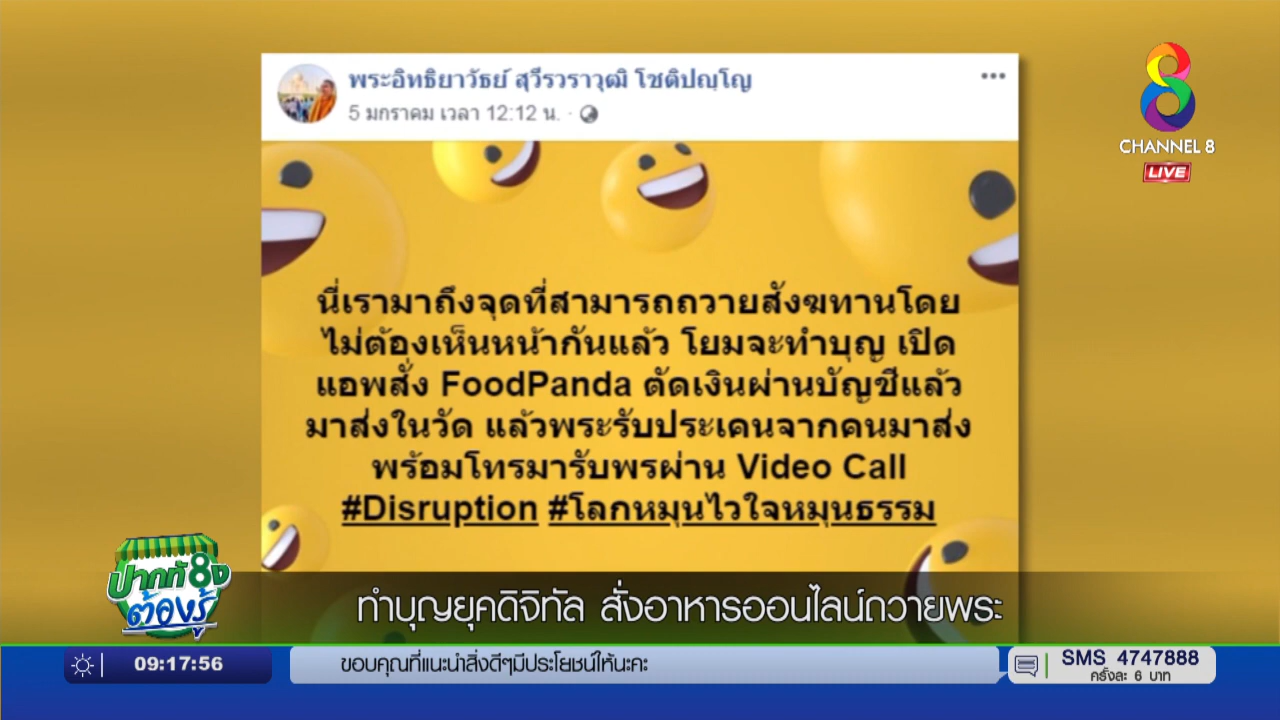 พระอิทธิยาวัธย์ สุวีรวราวุฒิ โชติปญฺโญ
5 มกราคม เวลา 12:12 น. ·
8
CHANNEL 8
LIVE
นี่เรามาถึงจุดที่สามารถถวายสังฆทานโดย
ไม่ต้องเห็นหน้ากันแล้ว โยมจะทำบุญ เปิด
แอพสั่ง FoodPanda ตัดเงินผ่านบัญชีแล้ว
มาส่งในวัด แล้วพระรับประเคนจากคนมาส่ง
พร้อมโทรมารับพรผ่าน Video Call
#Disruption #โลกหมุนไวใจหมุนธรรม
ปากท้8ง
ต้องรู้
ทำบุญยุคดิจิทัล สั่งอาหารออนไลน์ถวายพระ
09:17:56
ขอบคุณที่แนะนำสิ่งดีๆมีประโยชน์ให้นะคะ
SMS 4747888
ครั้งละ 6 บาท